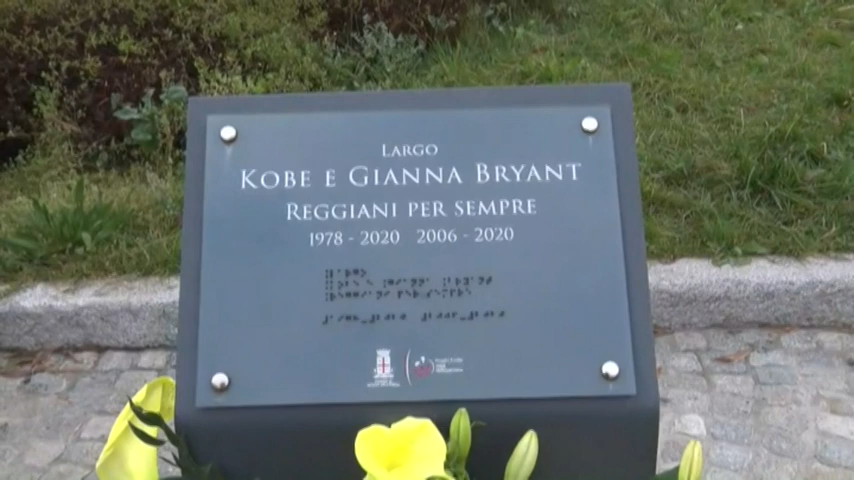 LARGO
KOBE E GIANNA BRYANT
REGGIANI PER SEMPRE
1978 - 2020 2006 - 2020